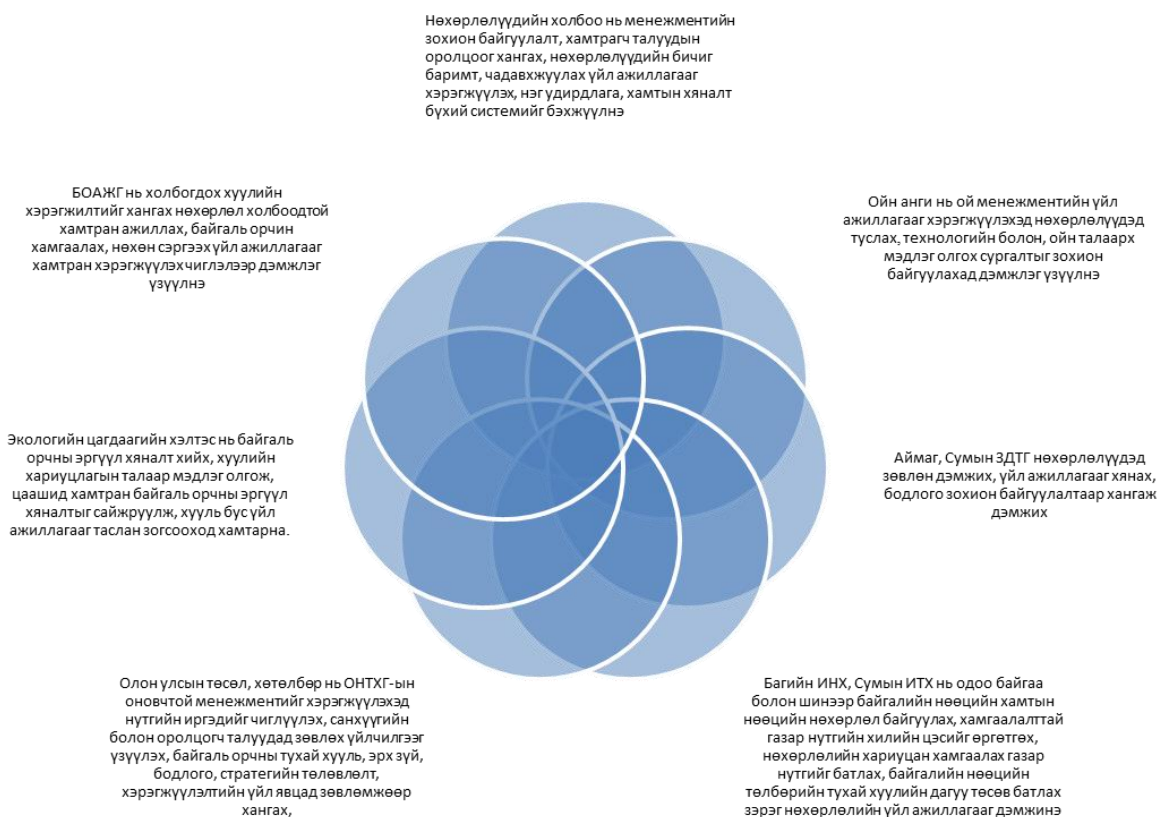 Нөхөрлөлүүдийн холбоо нь менежментийн
зохион байгуулалт, хамтрагч талуудын
оролцоог хангах, нөхөрлөлүүдийн бичиг
баримт, чадавхжуулах үйл ажиллагааг
хэрэгжүүлэх, нэг удирдлага, хамтын хяналт
бүхий системийг бэхжүүлнэ
БОАЖГ нь холбогдох хуулийн
хэрэгжилтийг хангах нөхөрлөл холбоодтой
хамтран ажиллах, байгаль орчин
хамгаалах, нөхөн сэргээх үйл ажиллагааг
хамтран хэрэгжүүлэх чиглэлээр дэмжлэг
үзүүлнэ
Ойн анги нь ой менежментийн үйл
ажиллагааг хэрэгжүүлэхэд нөхөрлөлүүдэд
туслах, технологийн болон, ойн талаарх
мэдлэг олгох сургалтыг зохион
байгуулахад дэмжлэг үзүүлнэ
Экологийн цагдаагийн хэлтэс нь байгаль
орчны эргүүл хяналт хийх, хуулийн
хариуцлагын талаар мэдлэг олгож,
цаашид хамтран байгаль орчны эргүүл
хяналтыг сайжруулж, хууль бус үйл
ажиллагааг таслан зогсооход хамтарна.
Аймаг, Сумын ЗДТГ нөхөрлөлүүдэд
зөвлөн дэмжих, үйл ажиллагааг хянах,
бодлого зохион байгуулалтаар хангаж
дэмжих
Олон улсын төсөл, хөтөлбөр нь ОНТХГ-ын
оновчтой менежментийг хэрэгжүүлэхэд
нутгийн иргэдийг чиглүүлэх, санхүүгийн
болон оролцогч талуудад зөвлөх үйлчилгээг
үзүүлэх, байгаль орчны тухай хууль, эрх зүй,
бодлого, стратегийн төлөвлөлт,
хэрэгжүүлэлтийн үйл явцад зөвлөмжөөр
хангах,
Багийн ИНХ, Сумын ИТХ нь одоо байгаа
болон шинээр байгалийн нөөцийн хамтын
нөөцийн нөхөрлөл байгуулах, хамгаалалттай
газар нутгийн хилийн цэсийг өргөтгөх,
нөхөрлөлийн хариуцан хамгаалах газар
нутгийг батлах, байгалийн нөөцийн
төлбөрийн тухай хуулийн дагуу төсөв батлах
зэрэг нөхөрлөлийн үйл ажиллагааг дэмжинэ